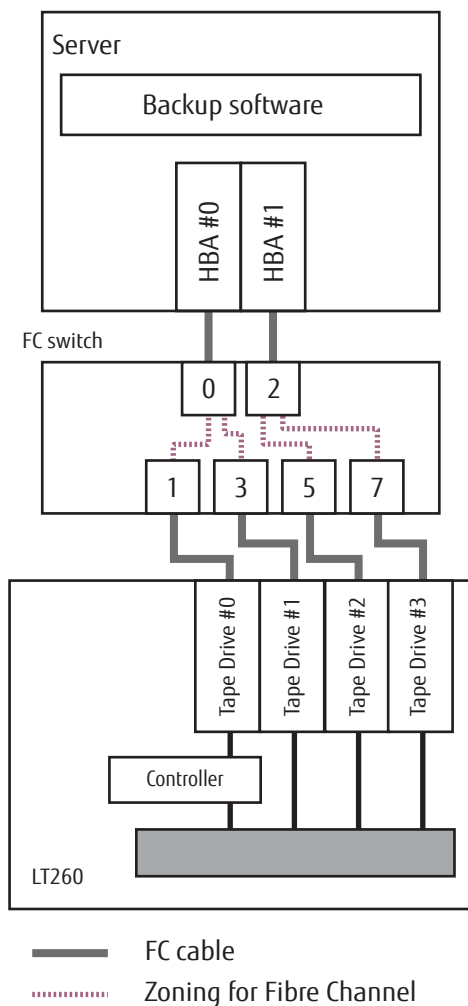 Server
Backup software
HBA #0
HBA #1
FC switch
0
2
1
3
5
7
Tape Drive #0
Tape Drive #1
Tape Drive #2
Tape Drive #3
Controller
LT260
FC cable
Zoning for Fibre Channel